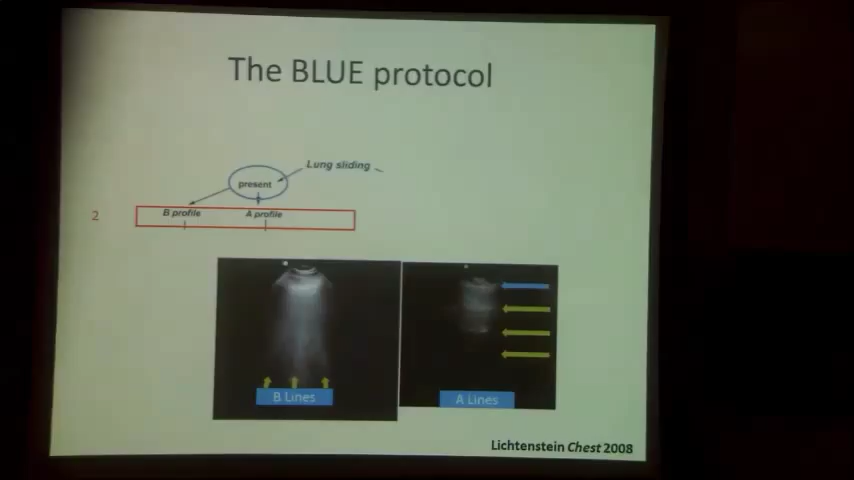 The BLUE protocol
Lung sliding
present
2
B profile
A profile
B Lines
A Lines
Lichtenstein Chest 2008